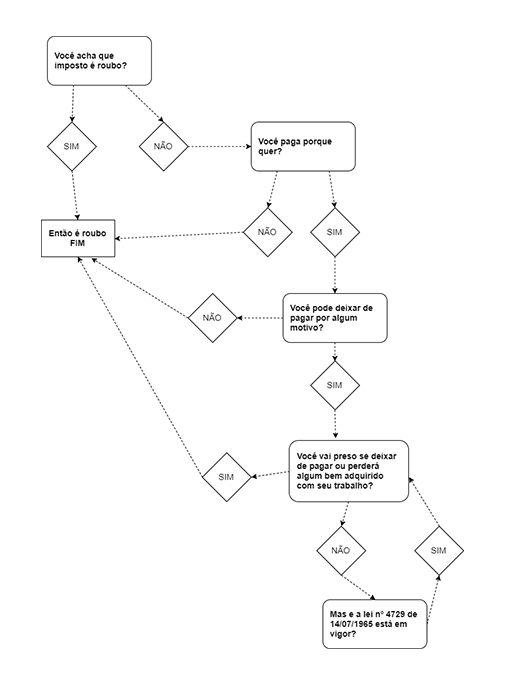 Você acha que
imposto é roubo?
SIM
NÃO
Você paga porque
quer?
Então é roubo
FIM
NÃO
SIM
Você pode deixar de
pagar por algum
motivo?
NÃO
SIM
Você vai preso se deixar
de pagar ou perderá
algum bem adquirido
com seu trabalho?
SIM
NÃO
SIM
Mas e a lei nº 4729 de
14/07/1965 está em
vigor?